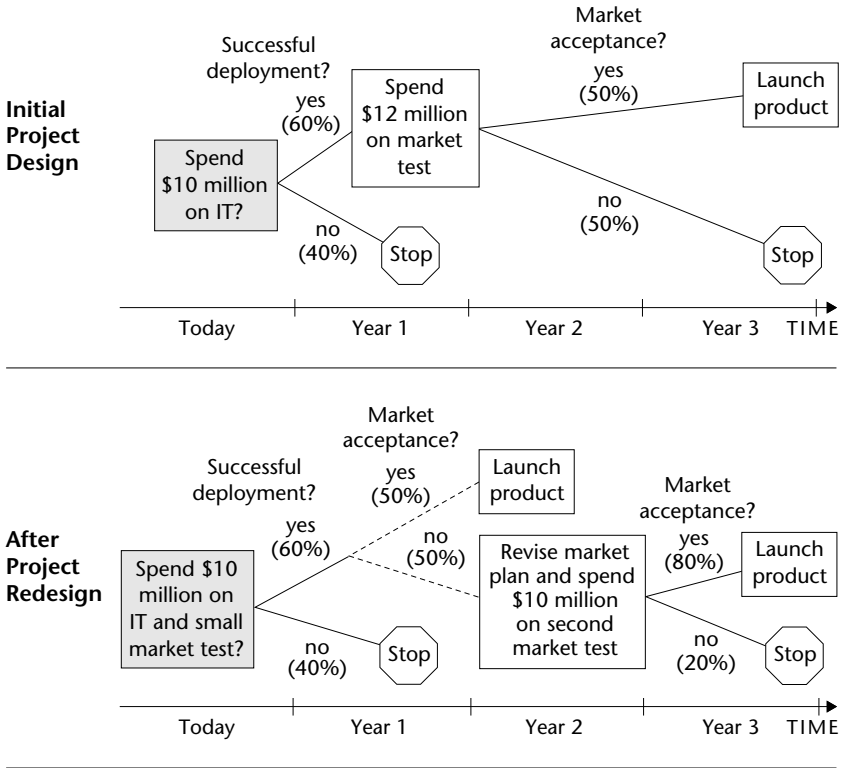 Initial
Project
Design
Successful
deployment?
yes
(60%)
Spend
$10 million
on IT?
no
(40%)
Stop
Spend
$12 million
on market
test
Market
acceptance?
yes
(50%)
Launch
product
no
(50%)
Stop
Today
Year 1
Year 2
Year 3
TIME
After
Project
Redesign
Spend $10
million on
IT and small
market test?
Successful
deployment?
yes
(60%)
no
(40%)
Stop
Market
acceptance?
yes
(50%)
Launch
product
no
(50%)
Revise market
plan and spend
$10 million
on second
market test
Market
acceptance?
yes
(80%)
Launch
product
no
(20%)
Stop
Today
Year 1
Year 2
Year 3
TIME